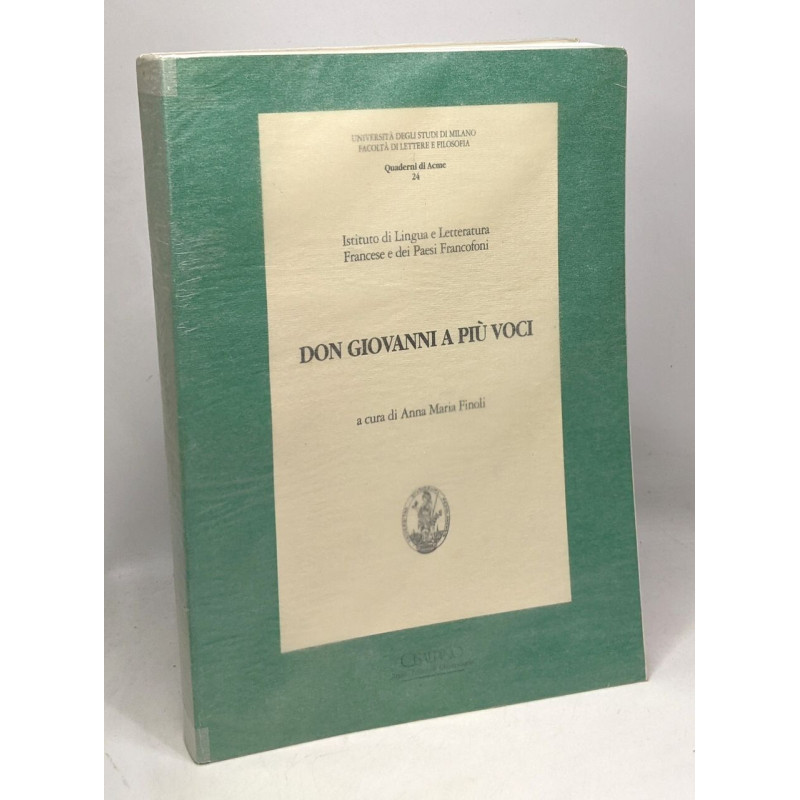 UNIVERSITÀ DEGLI STUDI DI MILANO
FACOLTÀ DI LETTERE E FILOSOFIA
Quaderni di Acme
24
Istituto di Lingua e Letteratura
Francese e dei Paesi Francofoni
DON GIOVANNI A PIÙ VOCI
a cura di Anna Maria Finoli